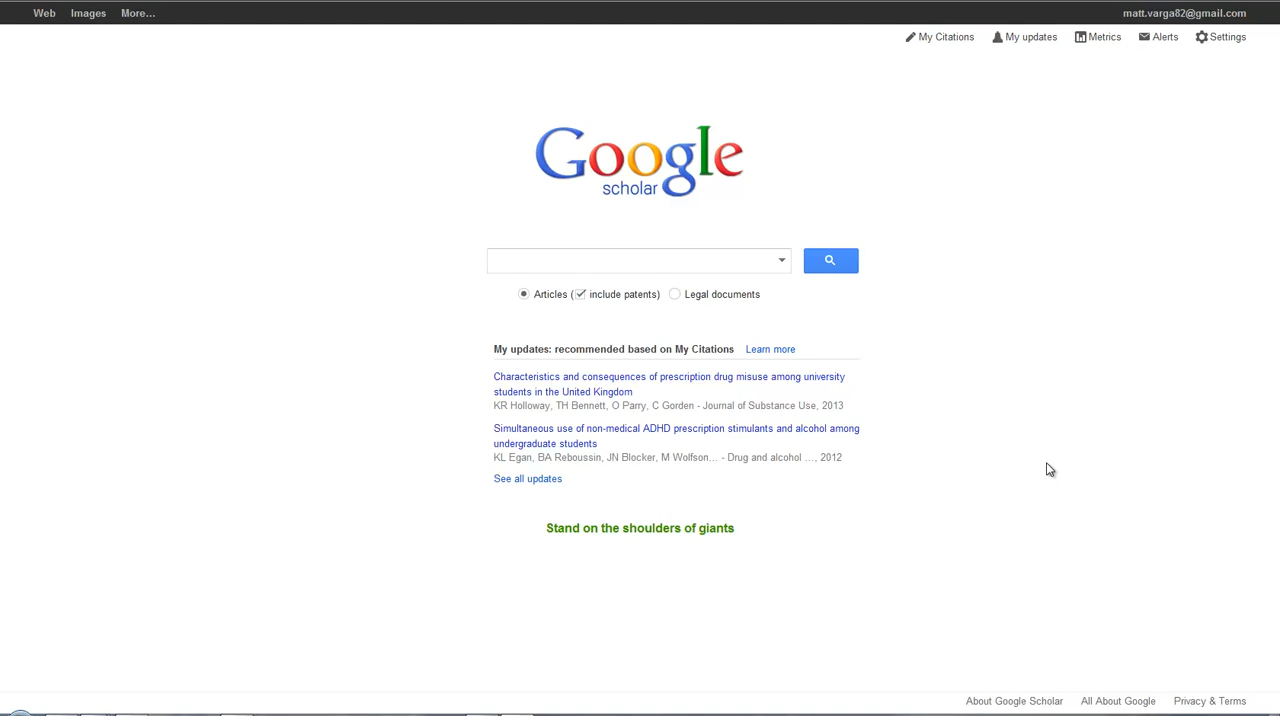 Web Images More... matt.varga82@gmail.com
My Citations My updates Metrics Alerts Settings
Google
scholar
Articles ( include patents) Legal documents
My updates: recommended based on My Citations Learn more
Characteristics and consequences of prescription drug misuse among university
students in the United Kingdom
KR Holloway, TH Bennett, O Parry, C Gorden - Journal of Substance Use, 2013
Simultaneous use of non-medical ADHD prescription stimulants and alcohol among
undergraduate students
KL Egan, BA Reboussin, JN Blocker, M Wolfson... - Drug and alcohol ..., 2012
See all updates
Stand on the shoulders of giants
About Google Scholar All About Google Privacy & Terms